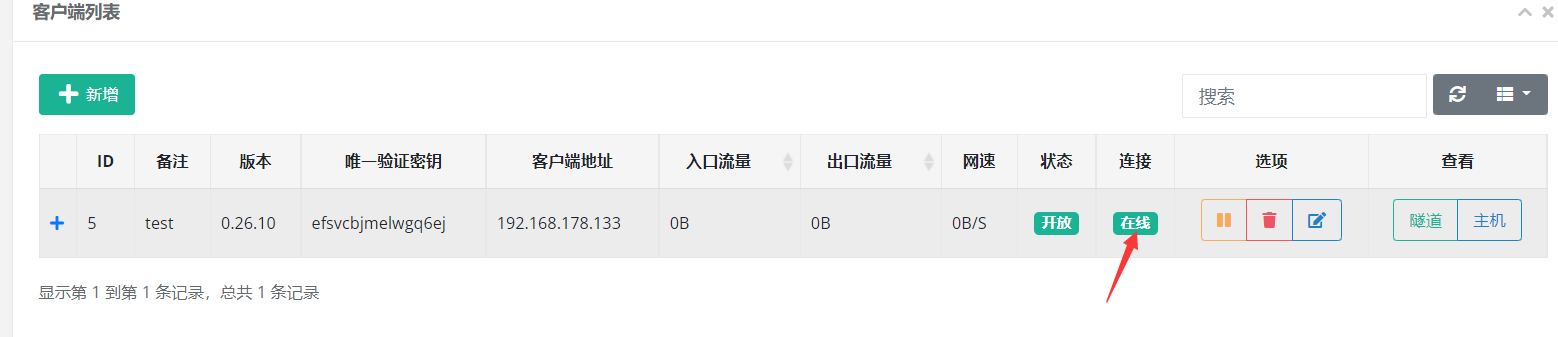 客户端列表
新增
搜索
ID 备注 版本 唯一验证密钥 客户端地址 入口流量 出口流量 网速 状态 连接 选项 查看
5 test 0.26.10 efsvcbjmelwgq6ej 192.168.178.133 0B 0B 0B/S 开放 在线 隧道 主机
显示第 1 到第 1 条记录，总共 1 条记录